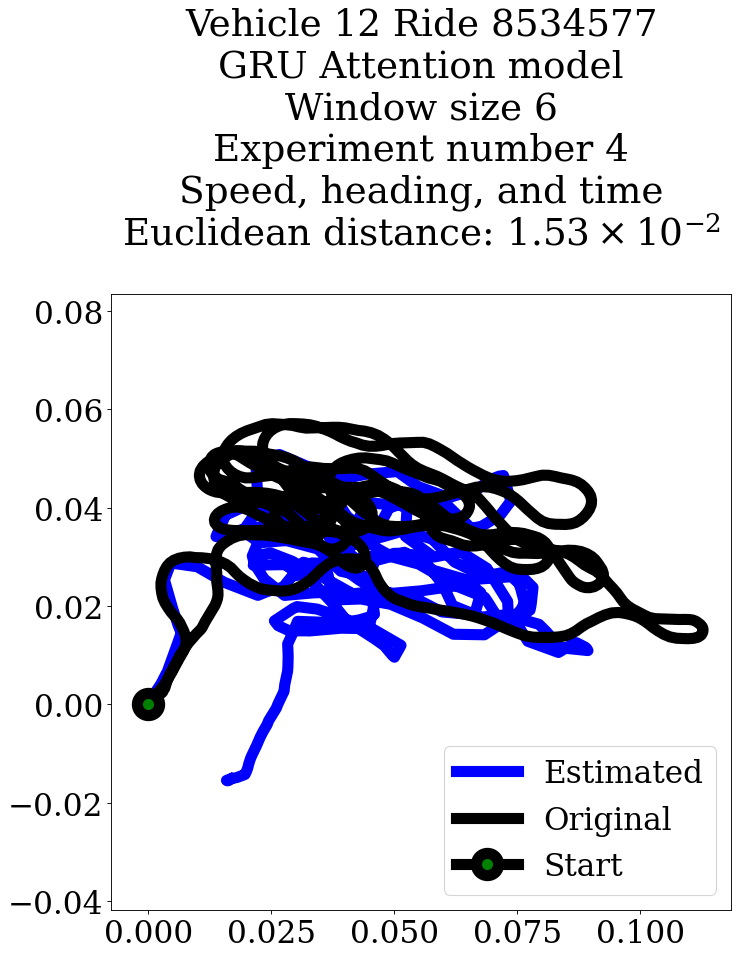 Vehicle 12 Ride 8534577
GRU Attention model
Window size 6
Experiment number 4
Speed, heading, and time
Euclidean distance: 1.53 × 10⁻²
0.08
0.06
0.04
0.02
0.00
−0.02
−0.04
0.000 0.025 0.050 0.075 0.100
Estimated
Original
Start